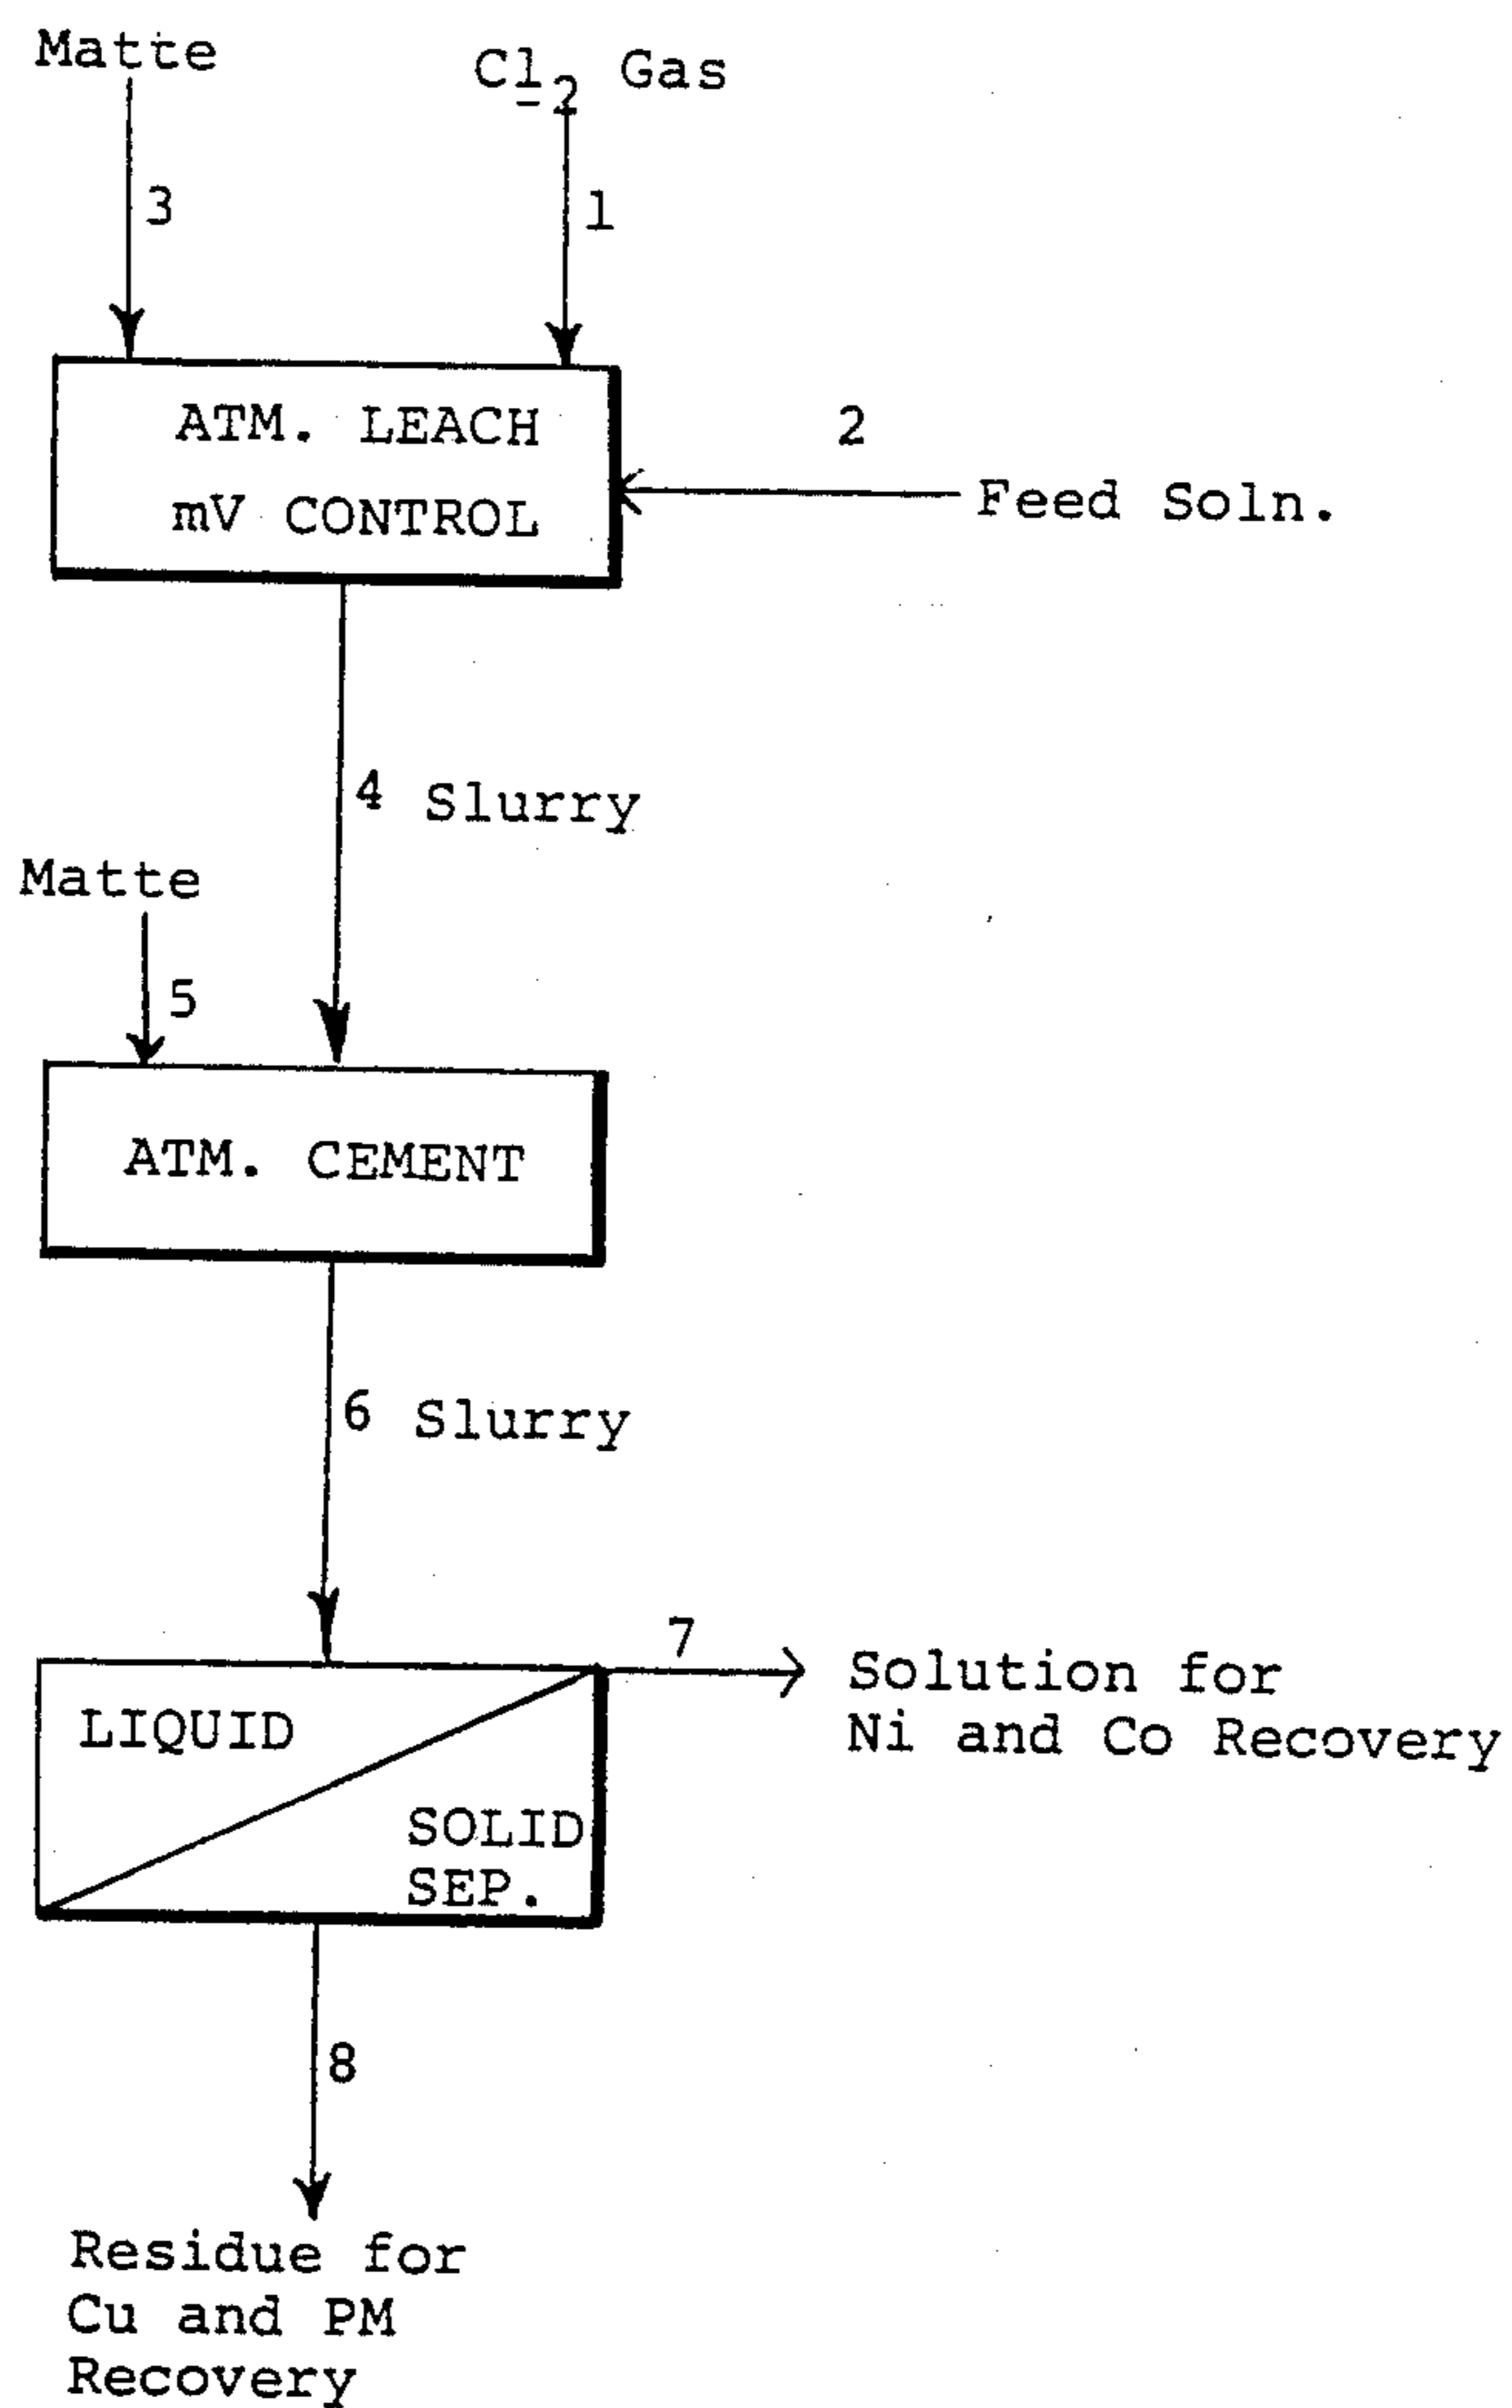 Matte
Cl2 Gas
3
1
ATM. LEACH
mV CONTROL
2
Feed Soln.
4 Slurry
Matte
5
ATM. CEMENT
6 Slurry
7
Solution for
Ni and Co Recovery
LIQUID
SOLID
SEP.
8
Residue for
Cu and PM
Recovery